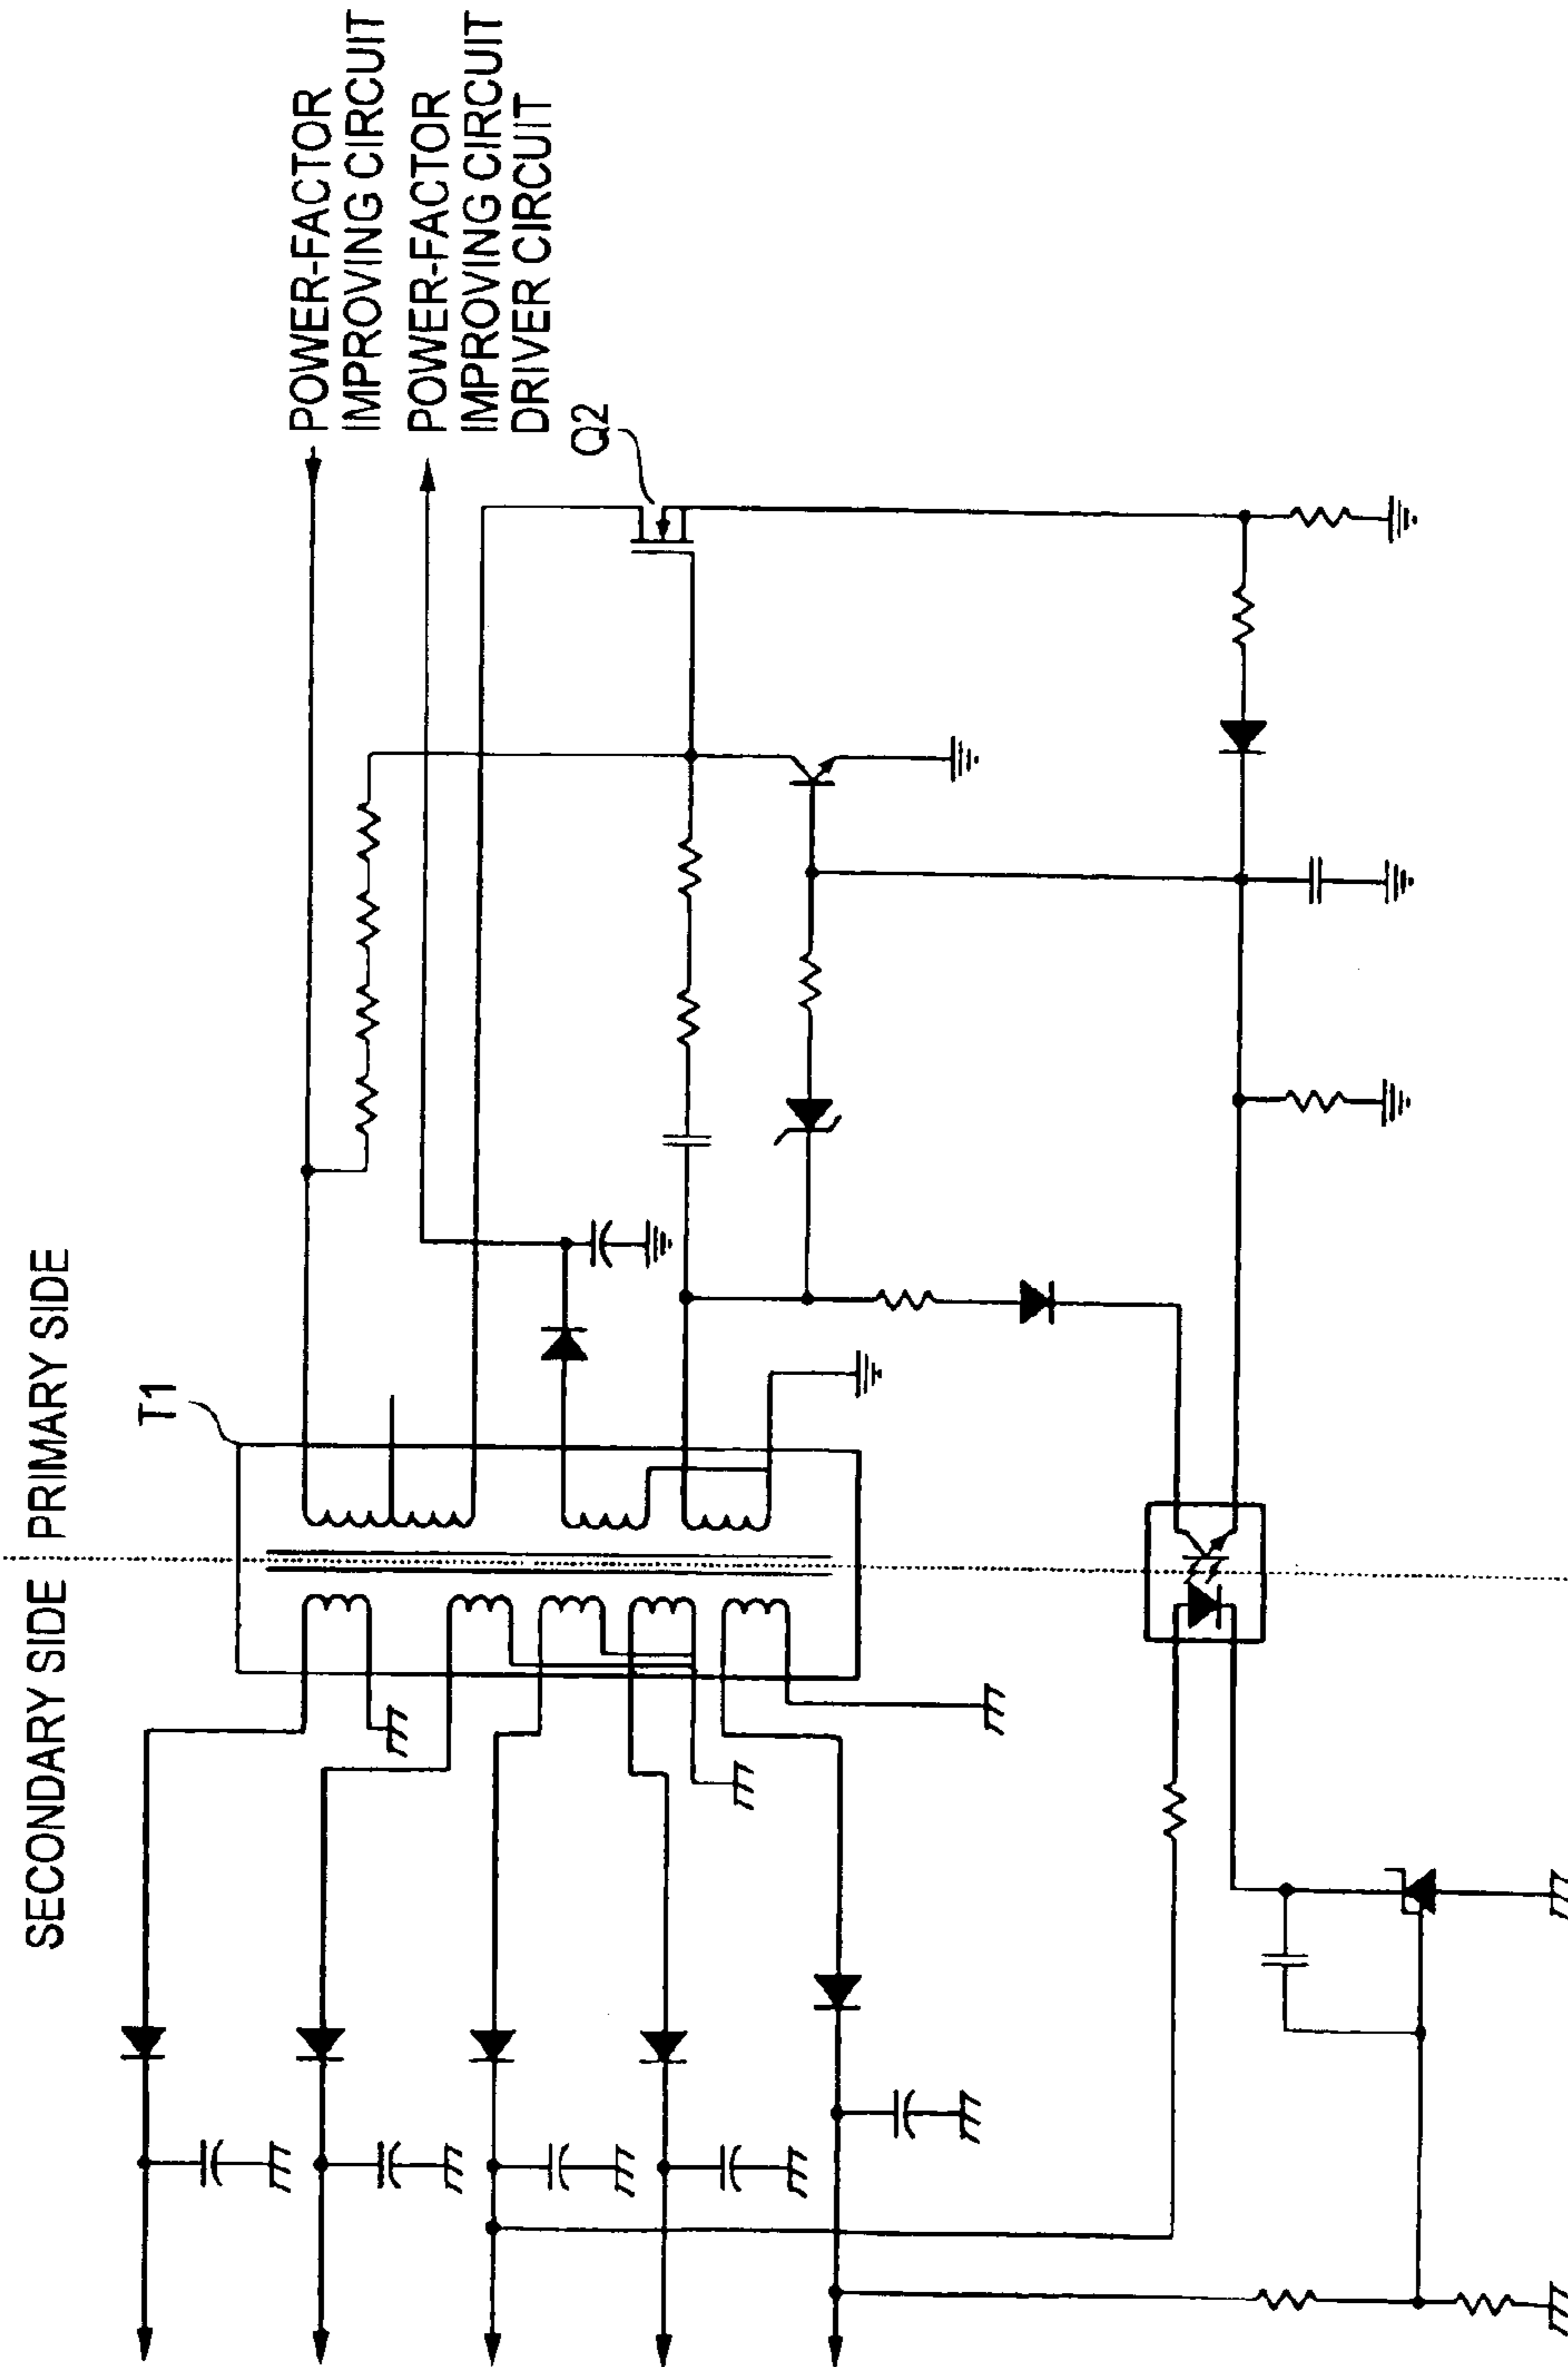 SECONDARY SIDE
PRIMARY SIDE
T1
POWER-FACTOR
IMPROVING CIRCUIT
POWER-FACTOR
IMPROVING CIRCUIT
DRIVER CIRCUIT
Q2